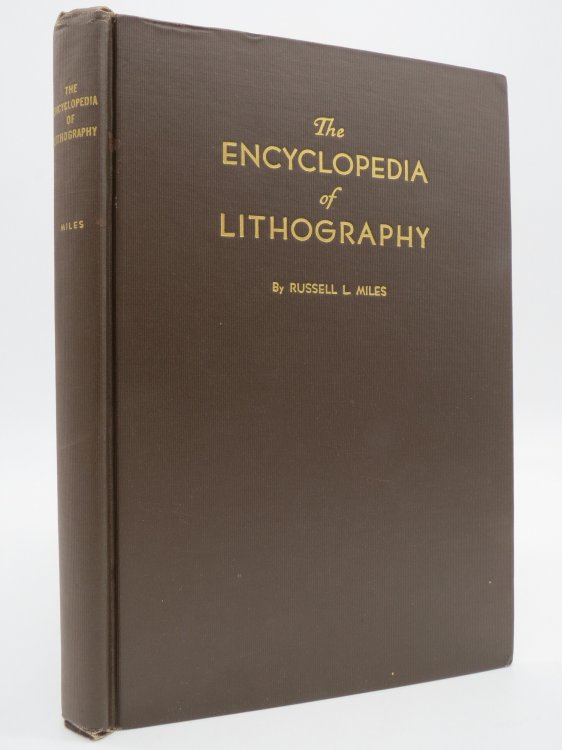 THE
ENCYCLOPEDIA
OF
LITHOGRAPHY
MILES
The
ENCYCLOPEDIA
of
LITHOGRAPHY
By RUSSELL L. MILES